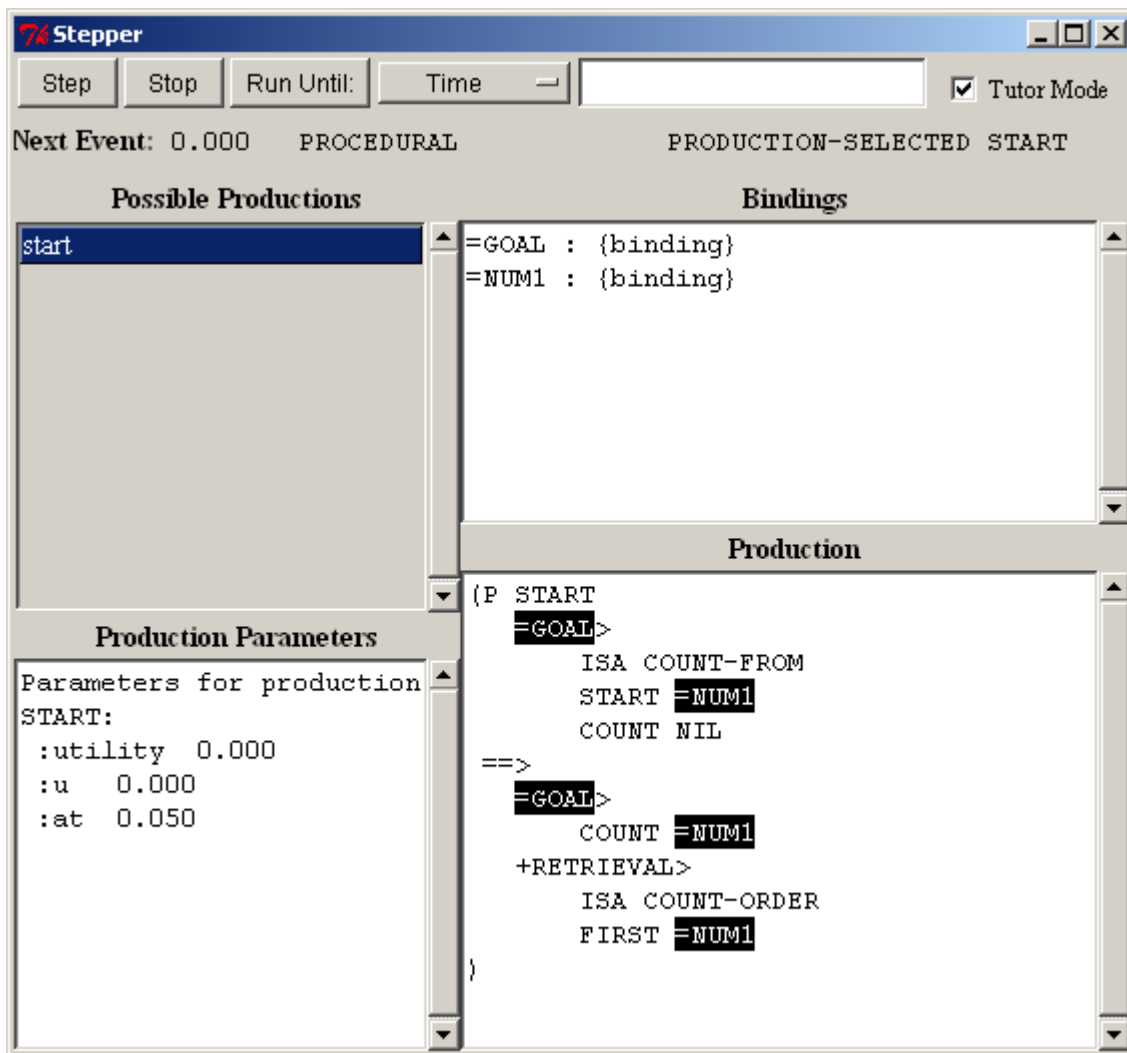 Stepper
Step Stop Run Until: Time Tutor Mode
Next Event: 0.000 PROCEDURAL PRODUCTION-SELECTED START
Possible Productions
start
Bindings
=GOAL : {binding}
=NUM1 : {binding}
Production Parameters
Parameters for production
START:
:utility 0.000
:u 0.000
:at 0.050
Production
(P START
=GOAL>
ISA COUNT-FROM
START =NUM1
COUNT NIL
==>
=GOAL>
COUNT =NUM1
+RETRIEVAL>
ISA COUNT-ORDER
FIRST =NUM1
)